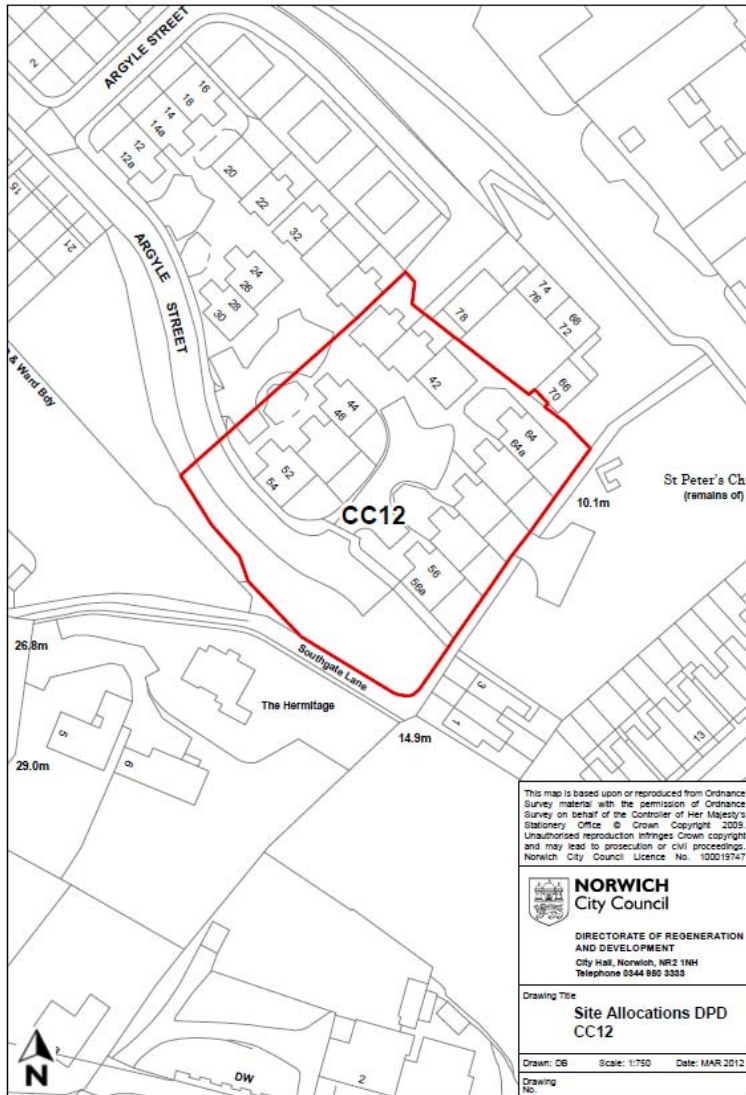 ARGYLE STREET
2
16
18
14
14a
12
12a
20
22
32
15
21
ARGYLE
STREET
24
26
28
30
& Ward Bdy
78
74
76
68
72
66
70
42
44
46
64
64a
52
54
CC12
St Peter's Ch
(remains of)
10.1m
56
56a
26.8m
Southgate Lane
The Hermitage
3
1
13
14.9m
5
6
29.0m
This map is based upon or reproduced from Ordnance
Survey material with the permission of Ordnance
Survey on behalf of the Controller of Her Majesty's
Stationery Office © Crown Copyright 2009.
Unauthorised reproduction infringes Crown copyright
and may lead to prosecution or civil proceedings.
Norwich City Council Licence No. 100019747
NORWICH
City Council
DIRECTORATE OF REGENERATION
AND DEVELOPMENT
City Hall, Norwich, NR2 1NH
Telephone 0344 980 3333
Drawing Title
Site Allocations DPD
CC12
Drawn: DB Scale: 1:750 Date: MAR 2012
Drawing
No.
N
DW
2